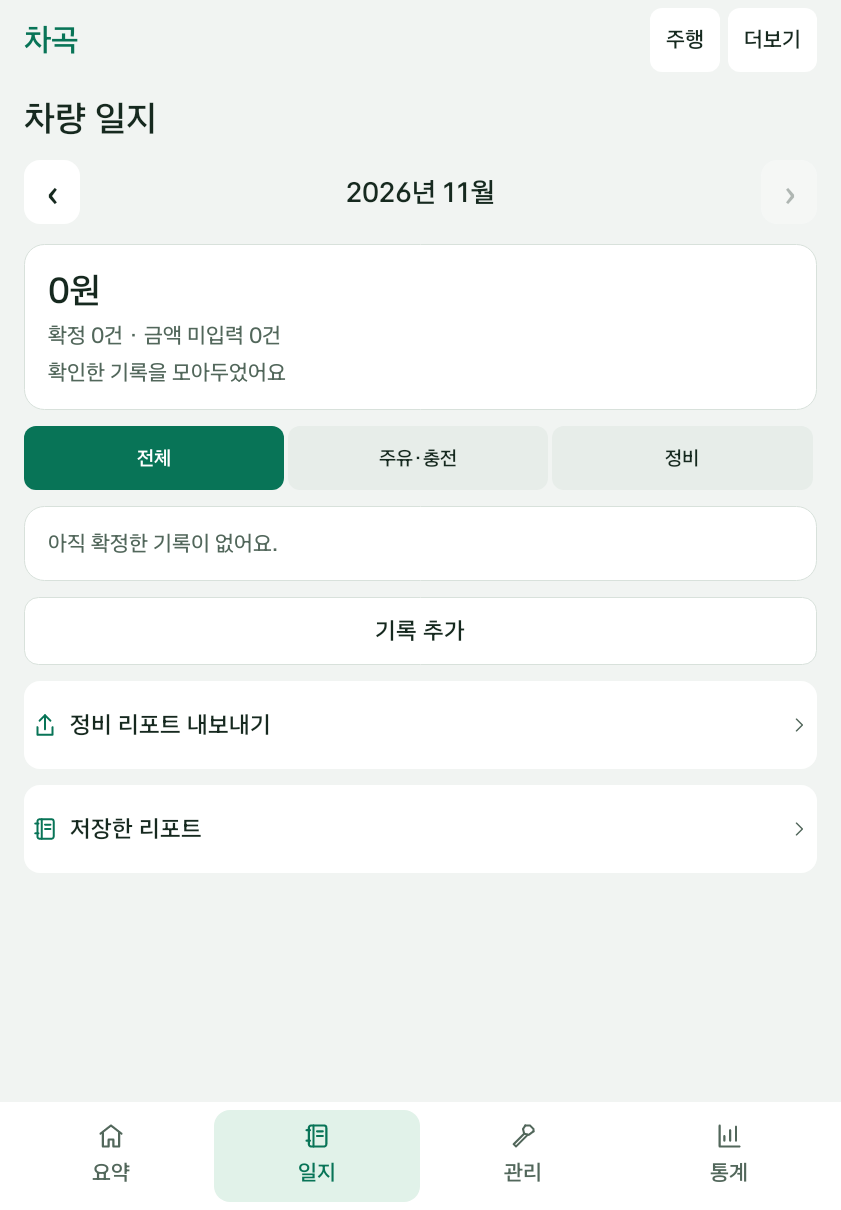 차곡
주행
더보기
차량 일지
‹
2026년 11월
›
0원
확정 0건 · 금액 미입력 0건
확인한 기록을 모아두었어요
전체
주유·충전
정비
아직 확정한 기록이 없어요.
기록 추가
정비 리포트 내보내기
저장한 리포트
요약
일지
관리
통계